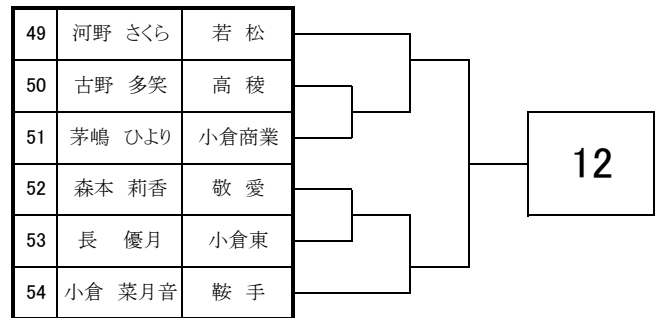 49 河野 さくら 若 松
50 古野 多笑 高 稜
51 茅嶋 ひより 小倉商業
52 森本 莉香 敬 愛
53 長 優月 小倉東
54 小倉 菜月音 鞍 手
12